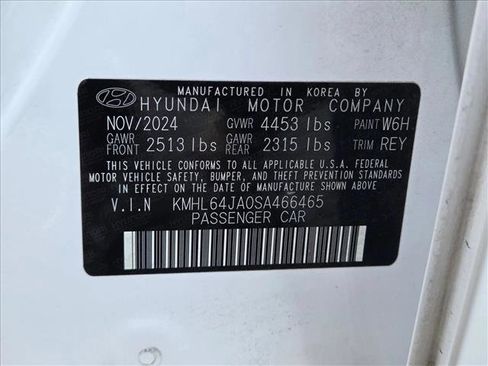 MANUFACTURED IN KOREA BY
HYUNDAI MOTOR COMPANY
NOV/2024 GVWR 4453 lbs PAINT W6H
GAWR FRONT 2513 lbs GAWR REAR 2315 lbs TRIM REY
THIS VEHICLE CONFORMS TO ALL APPLICABLE U.S.A. FEDERAL
MOTOR VEHICLE SAFETY, BUMPER, AND THEFT PREVENTION STANDARDS
IN EFFECT ON THE DATE OF MANUFACTURE SHOWN ABOVE.
V.I.N KMHL64JA0SA466465
PASSENGER CAR